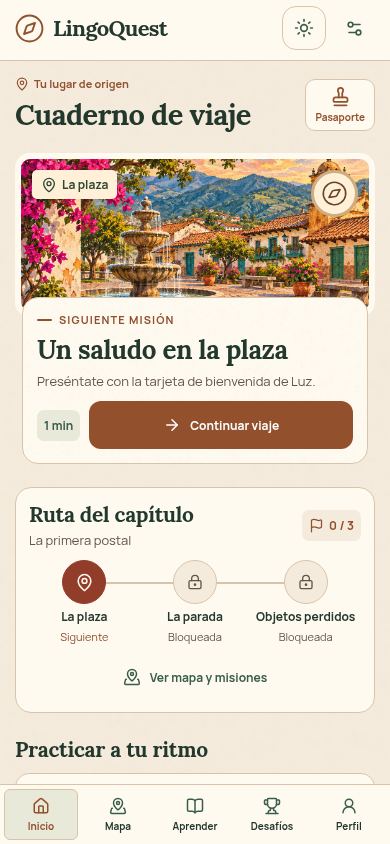 LingoQuest
Tu lugar de origen
Cuaderno de viaje
Pasaporte
La plaza
SIGUIENTE MISIÓN
Un saludo en la plaza
Preséntate con la tarjeta de bienvenida de Luz.
1 min
Continuar viaje
Ruta del capítulo
La primera postal
0 / 3
La plaza
Siguiente
La parada
Bloqueada
Objetos perdidos
Bloqueada
Ver mapa y misiones
Practicar a tu ritmo
Inicio
Mapa
Aprender
Desafíos
Perfil